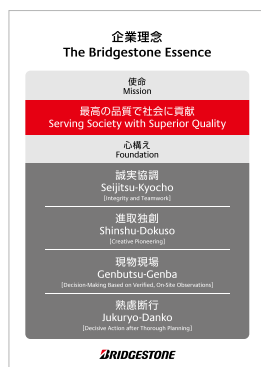 企業理念
The Bridgestone Essence
使命
Mission
最高の品質で社会に貢献
Serving Society with Superior Quality
心構え
Foundation
誠実協調
Seijitsu-Kyocho
[Integrity and Teamwork]
進取独創
Shinshu-Dokuso
[Creative Pioneering]
現物現場
Genbutsu-Genba
[Decision-Making Based on Verified, On-Site Observations]
熟慮断行
Jukuryo-Danko
[Decisive Action after Thorough Planning]
BRIDGESTONE